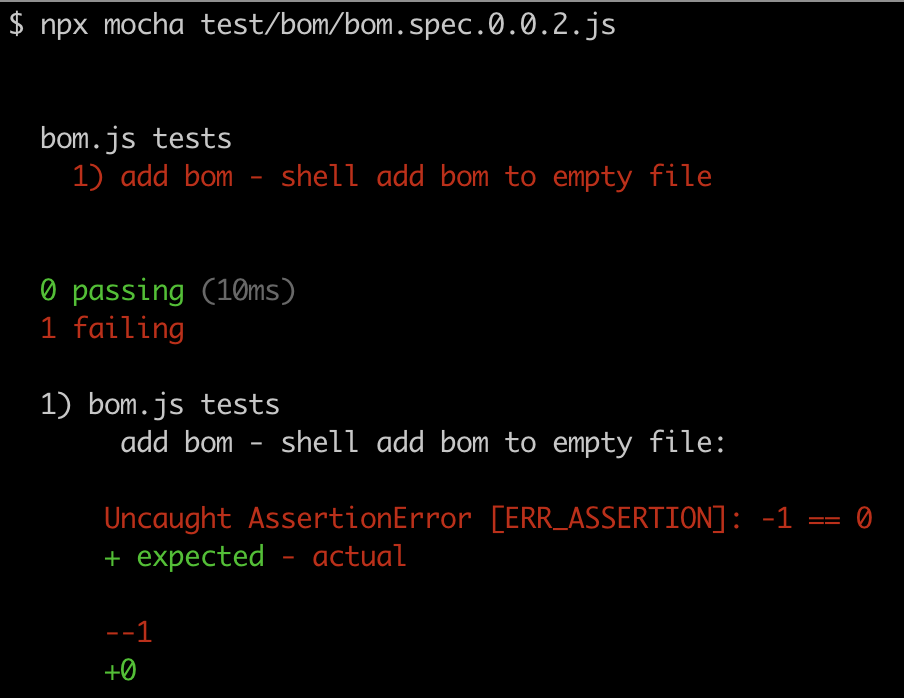 $ npx mocha test/bom/bom.spec.0.0.2.js
bom.js tests
1) add bom - shell add bom to empty file
0 passing (10ms)
1 failing
1) bom.js tests
add bom - shell add bom to empty file:
Uncaught AssertionError [ERR_ASSERTION]: -1 == 0
+ expected - actual
--1
+0